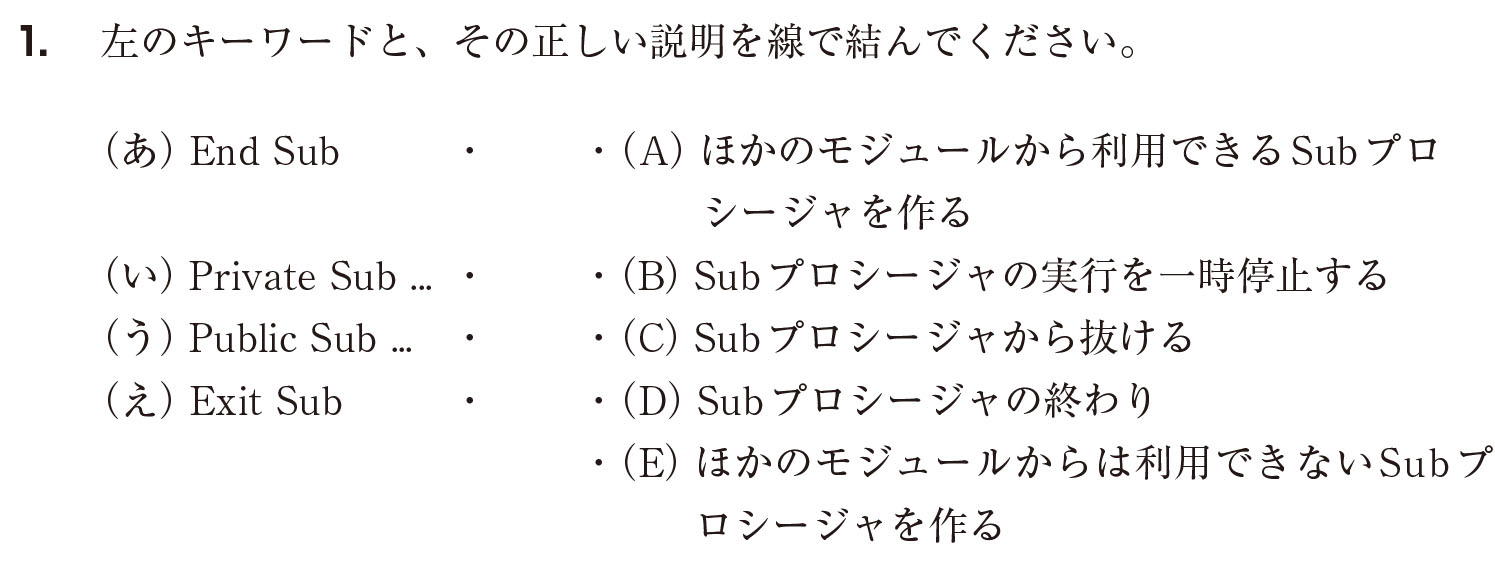 1. 左のキーワードと、その正しい説明を線で結んでください。
（あ）End Sub ・ ・（A）ほかのモジュールから利用できるSubプロ
シージャを作る
（い）Private Sub ... ・ ・（B）Subプロシージャの実行を一時停止する
（う）Public Sub ... ・ ・（C）Subプロシージャから抜ける
（え）Exit Sub ・ ・（D）Subプロシージャの終わり
・（E）ほかのモジュールからは利用できないSubプ
ロシージャを作る